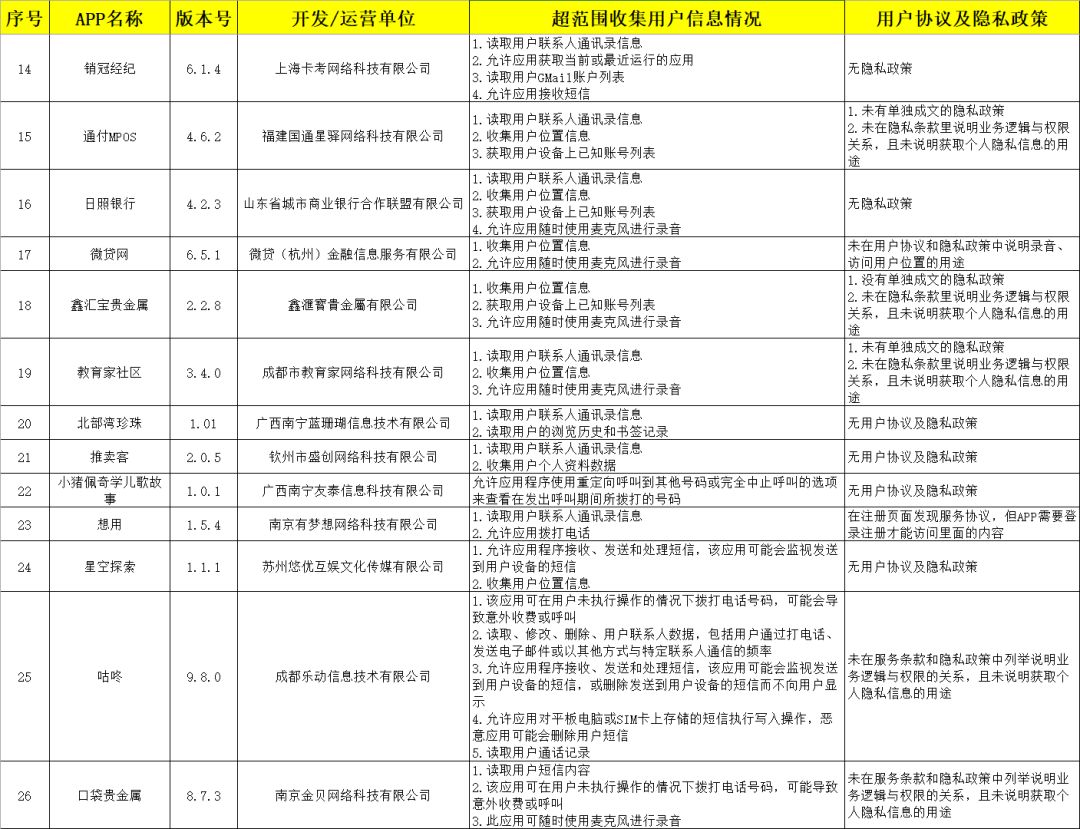 序号 APP名称 版本号 开发/运营单位 超范围收集用户信息情况 用户协议及隐私政策
14 销冠经纪 6.1.4 上海卡考网络科技有限公司
1.读取用户联系人通讯录信息
2.允许应用获取当前或最近运行的应用
3.读取用户GMail账户列表
4.允许应用接收短信
无隐私政策
15 通付MPOS 4.6.2 福建国通星驿网络科技有限公司
1.读取用户联系人通讯录信息
2.收集用户位置信息
3.获取用户设备上已知账号列表
1.未有单独成文的隐私政策
2.未在隐私条款里说明业务逻辑与权限
关系，且未说明获取个人隐私信息的用
途
16 日照银行 4.2.3 山东省城市商业银行合作联盟有限公司
1.读取用户联系人通讯录信息
2.收集用户位置信息
3.获取用户设备上已知账号列表
4.允许应用随时使用麦克风进行录音
无隐私政策
17 微贷网 6.5.1 微贷（杭州）金融信息服务有限公司
1.收集用户位置信息
2.允许应用随时使用麦克风进行录音
未在用户协议和隐私政策中说明录音、
访问用户位置的用途
18 鑫汇宝贵金属 2.2.8 鑫滙寶貴金屬有限公司
1.收集用户位置信息
2.获取用户设备上已知账号列表
3.允许应用随时使用麦克风进行录音
1.没有单独成文的隐私政策
2.未在隐私条款里说明业务逻辑与权限
关系，且未说明获取个人隐私信息的用
途
19 教育家社区 3.4.0 成都市教育家网络科技有限公司
1.读取用户联系人通讯录信息
2.收集用户位置信息
3.允许应用随时使用麦克风进行录音
1.未有单独成文的隐私政策
2.未在隐私条款里说明业务逻辑与权限
关系，且未说明获取个人隐私信息的用
途
20 北部湾珍珠 1.01 广西南宁蓝珊瑚信息技术有限公司
1.读取用户联系人通讯录信息
2.读取用户的浏览历史和书签记录
无用户协议及隐私政策
21 推卖客 2.0.5 钦州市盛创网络科技有限公司
1.读取用户联系人通讯录信息
2.收集用户个人资料数据
无用户协议及隐私政策
22 小猪佩奇学儿歌故
事 1.0.1 广西南宁友泰信息科技有限公司
允许应用程序使用重定向呼叫到其他号码或完全中止呼叫的选项
来查看在发出呼叫期间所拨打的号码
无用户协议及隐私政策
23 想用 1.5.4 南京有梦想网络科技有限公司
1.读取用户联系人通讯录信息
2.允许应用拨打电话
在注册页面发现服务协议，但APP需要登
录注册才能访问里面的内容
24 星空探索 1.1.1 苏州悠优互娱文化传媒有限公司
1.允许应用程序接收、发送和处理短信，该应用可能会监视发送
到用户设备的短信
2.收集用户位置信息
无用户协议及隐私政策
25 咕咚 9.8.0 成都乐动信息技术有限公司
1.该应用可在用户未执行操作的情况下拨打电话号码，可能会导
致意外收费或呼叫
2.读取、修改、删除、用户联系人数据，包括用户通过打电话、
发送电子邮件或以其他方式与特定联系人通信的频率
3.允许应用程序接收、发送和处理短信，该应用可能会监视发送
到用户设备的短信，或删除发送到用户设备的短信而不向用户显
示
4.允许应用对平板电脑或SIM卡上存储的短信执行写入操作，恶
意应用可能会删除用户短信
5.读取用户通话记录
未在服务条款和隐私政策中列举说明业
务逻辑与权限的关系，且未说明获取个
人隐私信息的用途
26 口袋贵金属 8.7.3 南京金贝网络科技有限公司
1.读取用户短信内容
2.该应用可在用户未执行操作的情况下拨打电话号码，可能导致
意外收费或呼叫
3.此应用可随时使用麦克风进行录音
未在服务条款和隐私政策中列举说明业
务逻辑与权限的关系，且未说明获取个
人隐私信息的用途